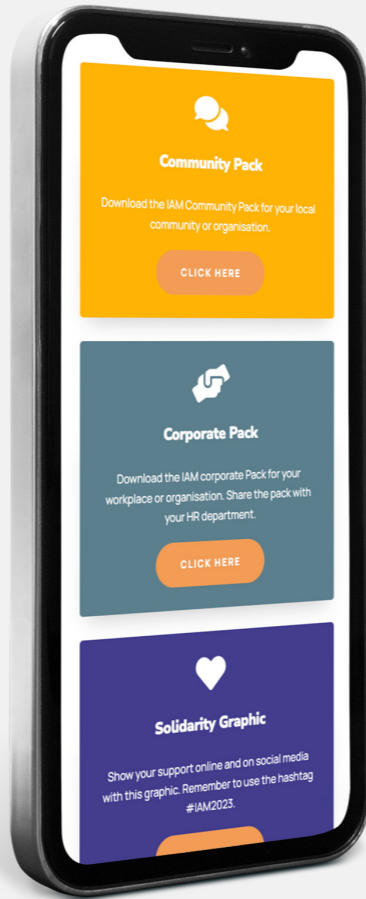 Community Pack
Download the IAM Community Pack for your local
community or organisation.
CLICK HERE
Corporate Pack
Download the IAM corporate Pack for your
workplace or organisation. Share the pack with
your HR department.
CLICK HERE
Solidarity Graphic
Show your support online and on social media
with this graphic. Remember to use the hashtag
#IAM2023.